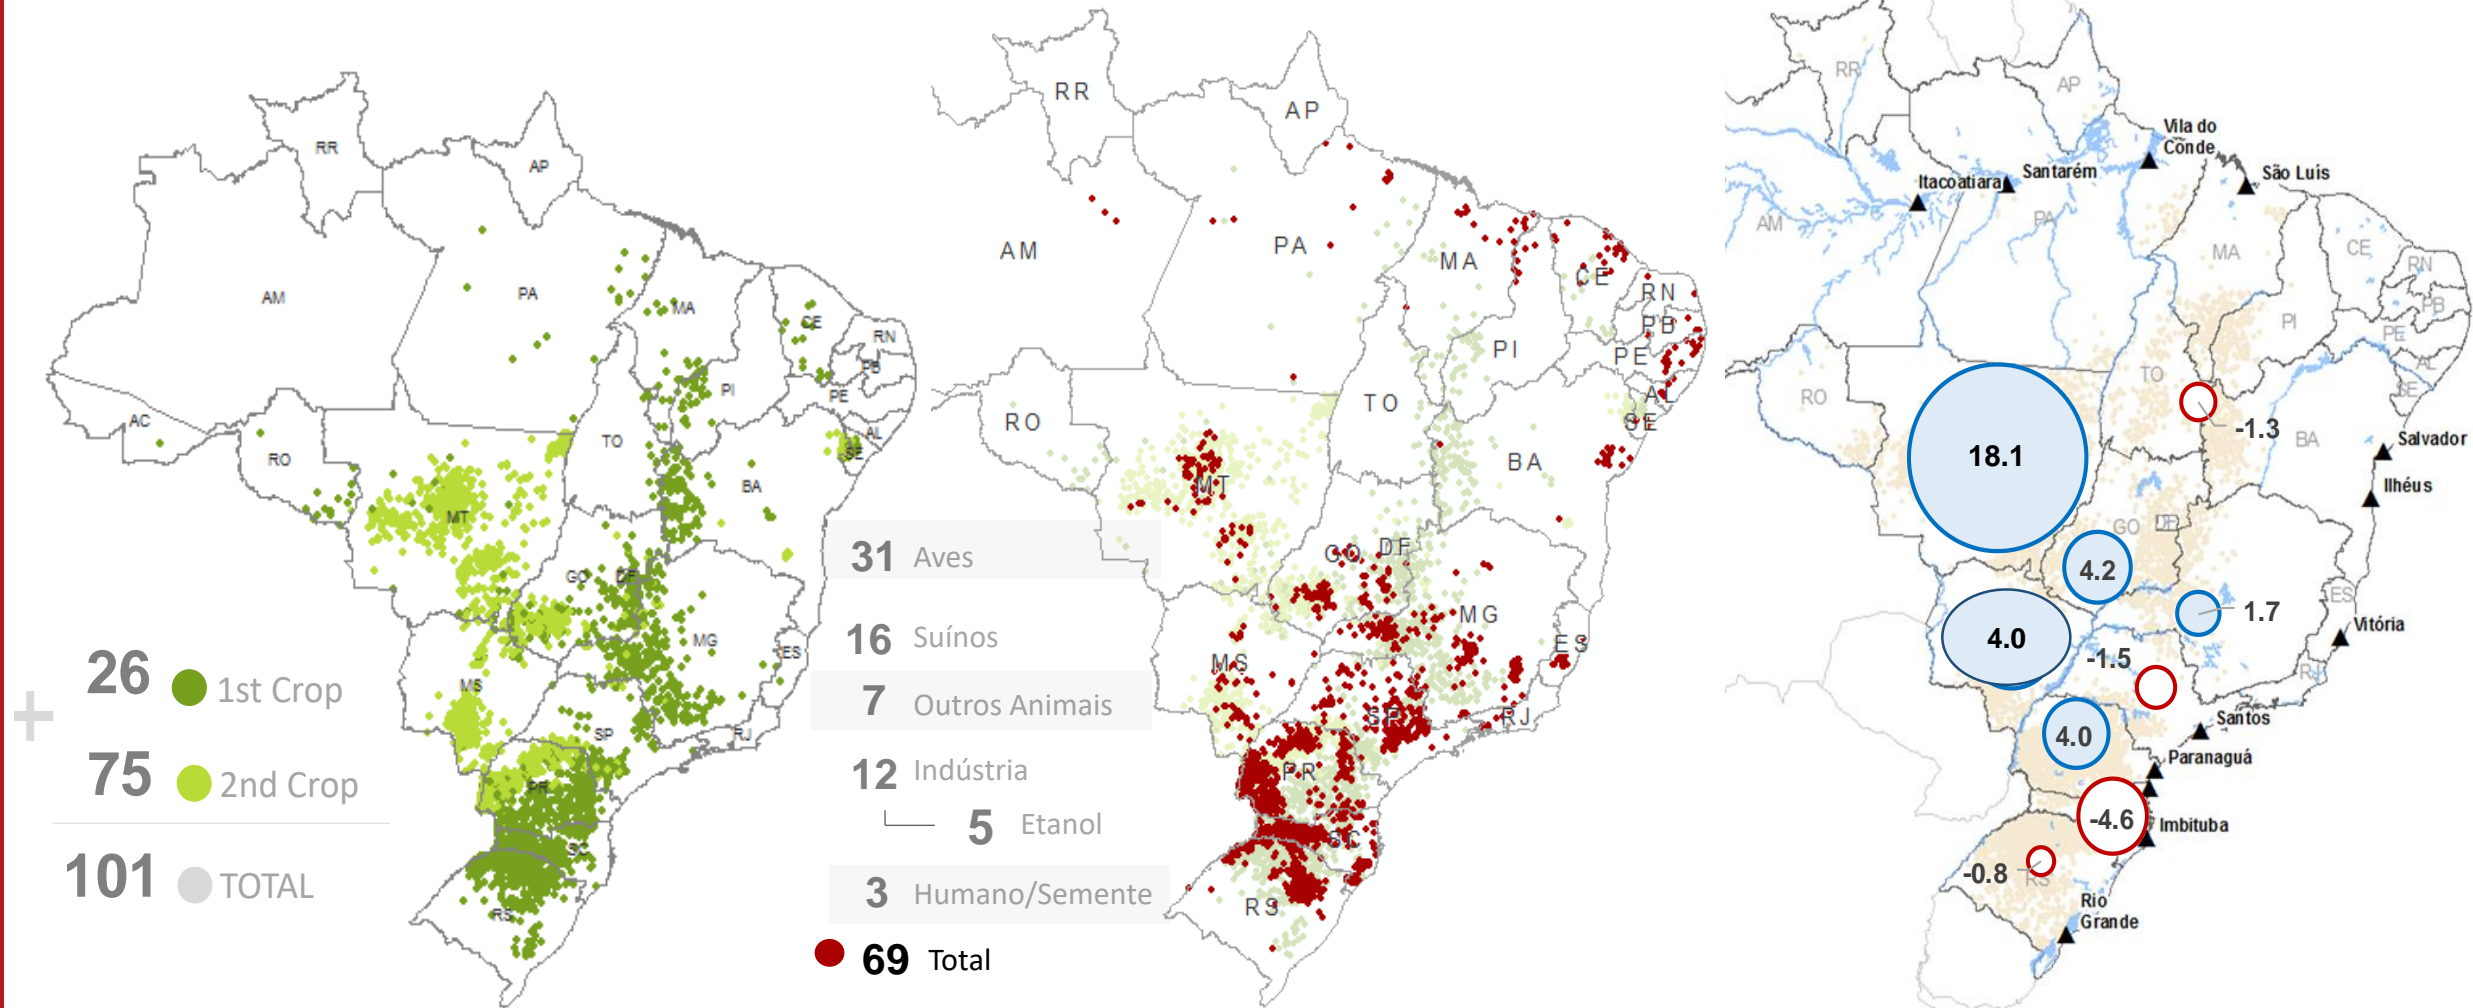 RR
AP
AM
PA
MA
CE
RN
PB
PI
PE
AC
AL
SE
TO
RO
BA
MT
GO
DF
MG
ES
MS
SP
RJ
PR
SC
RS
+
26 1st Crop
75 2nd Crop
101 TOTAL
RR
AP
AM
PA
MA
CE
RN
PB
PI
PE
TO
AL
RO
SE
BA
MT
GO
DF
MG
ES
MS
SP
RJ
PR
SC
RS
31 Aves
16 Suínos
7 Outros Animais
12 Indústria
5 Etanol
3 Humano/Semente
69 Total
RR
AP
Vila do
Conde
Itacoatiara
Santarém
São Luís
AM
PA
MA
CE
RN
PB
PI
PE
AL
SE
TO
RO
-1.3
BA
Salvador
18.1
Ilhéus
GO
DF
4.2
ES
1.7
Vitória
4.0
-1.5
RJ
Santos
4.0
Paranaguá
-4.6
Imbituba
-0.8
RS
Rio
Grande